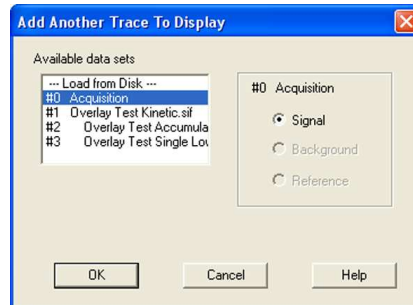 Add Another Trace To Display
Available data sets
--- Load from Disk ---
#0 Acquisition
#1 Overlay Test Kinetic.sif
#2 Overlay Test Accumula
#3 Overlay Test Single Lou
#0 Acquisition
Signal
Background
Reference
OK
Cancel
Help